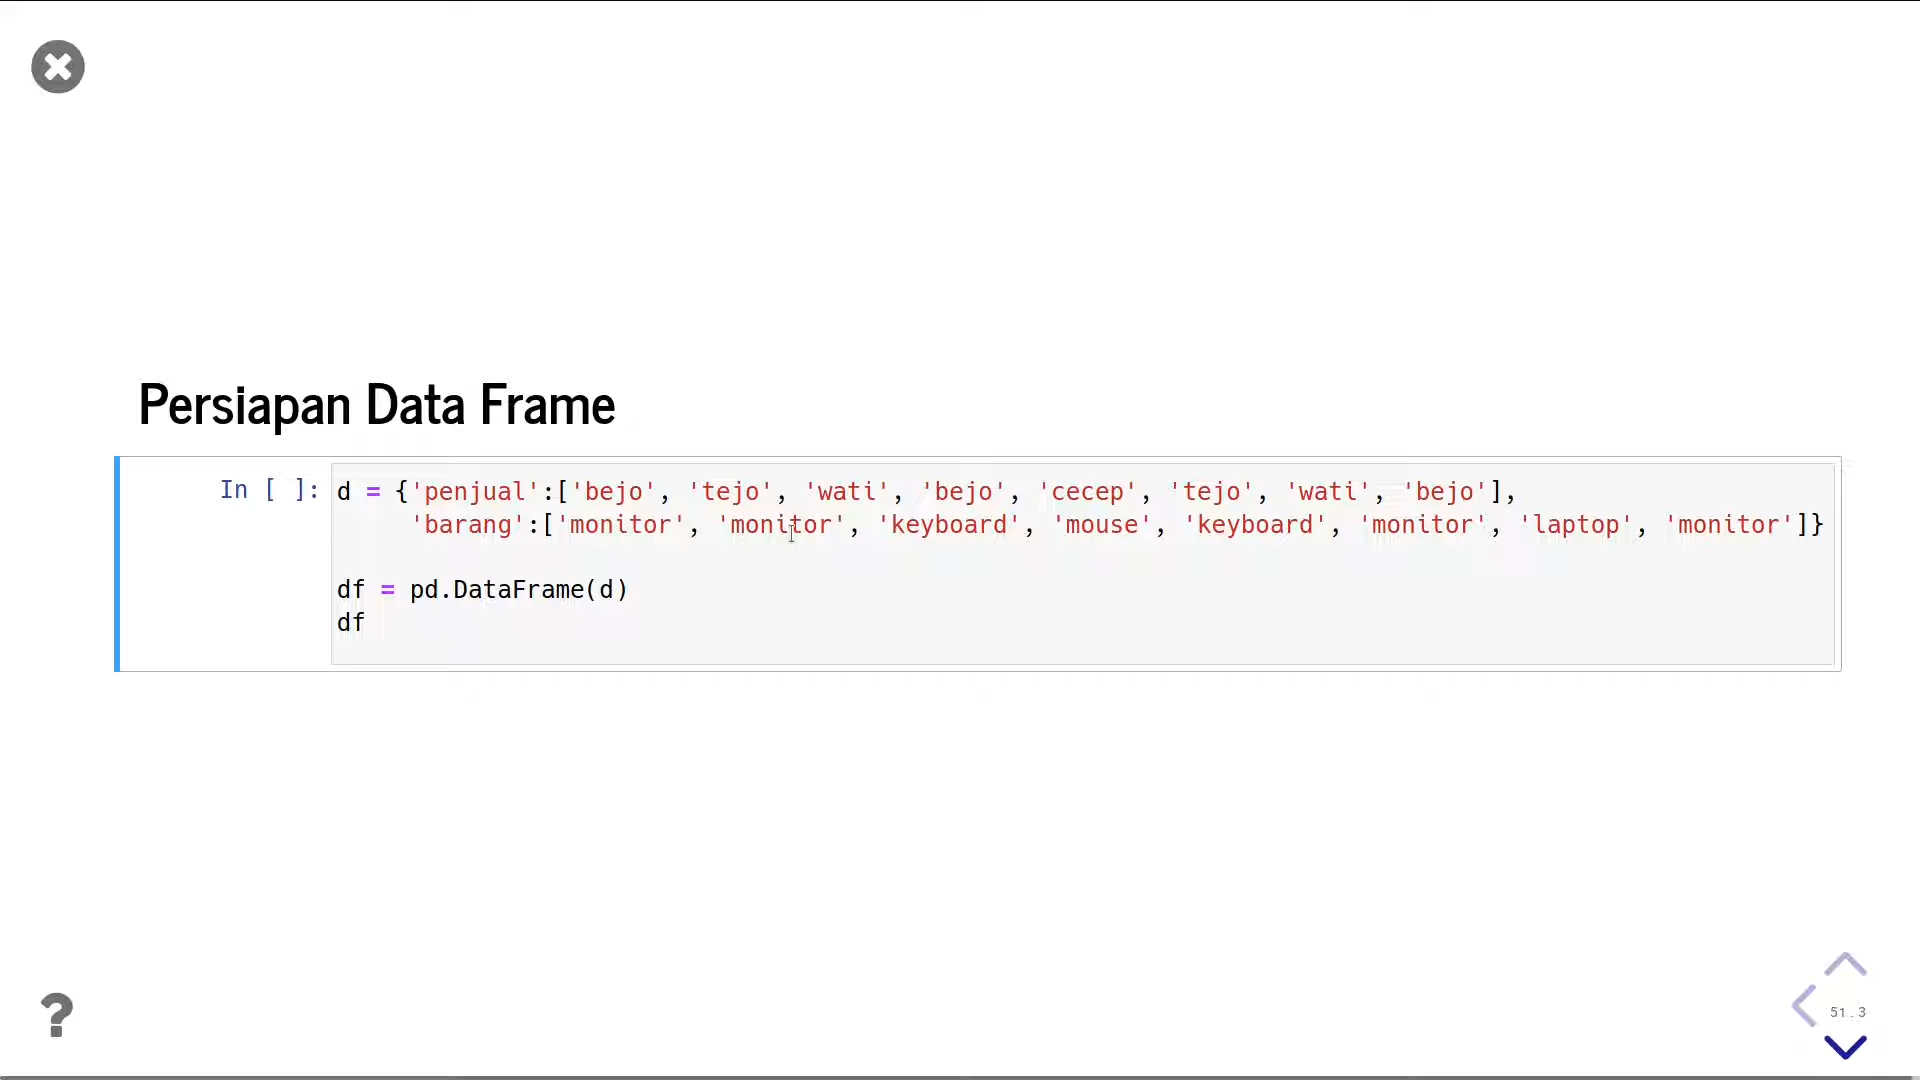 Persiapan Data Frame
In [ ]: d = {'penjual':['bejo', 'tejo', 'wati', 'bejo', 'cecep', 'tejo', 'wati', 'bejo'],
'barang':['monitor', 'monitor', 'keyboard', 'mouse', 'keyboard', 'monitor', 'laptop', 'monitor']}
df = pd.DataFrame(d)
df
?
51.3